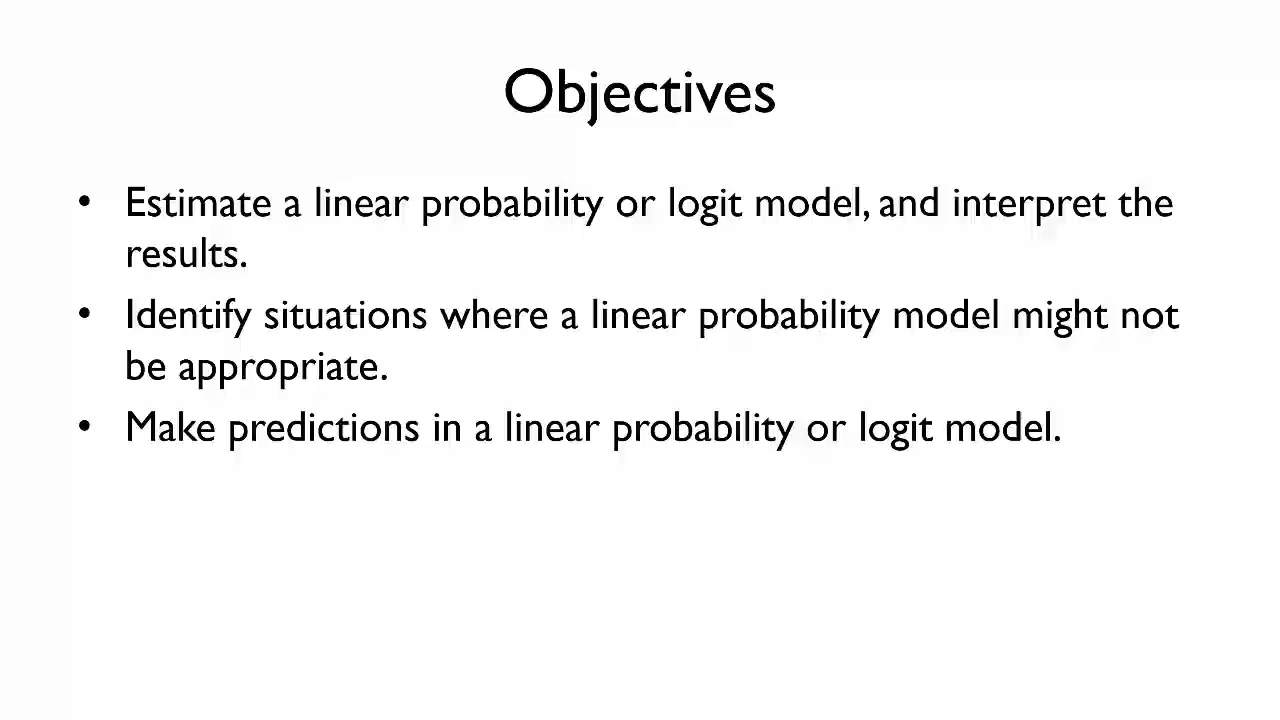 Objectives
• Estimate a linear probability or logit model, and interpret the
results.
• Identify situations where a linear probability model might not
be appropriate.
• Make predictions in a linear probability or logit model.